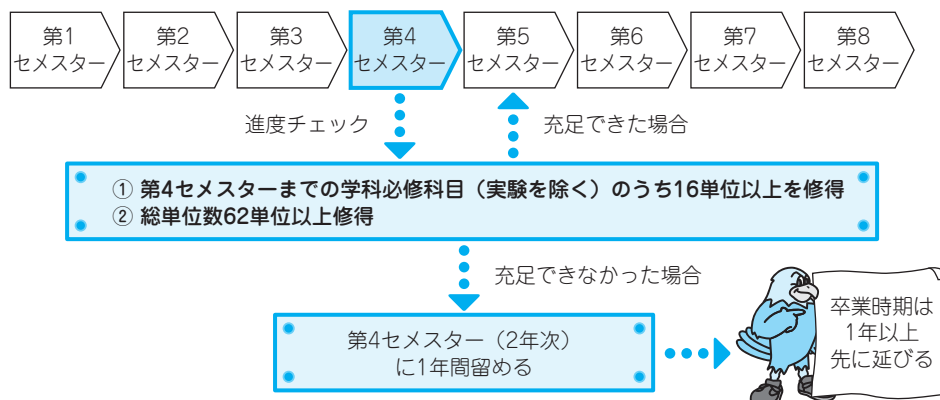 第1
セメスター
第2
セメスター
第3
セメスター
第4
セメスター
第5
セメスター
第6
セメスター
第7
セメスター
第8
セメスター
進度チェック
充足できた場合
① 第4セメスターまでの学科必修科目（実験を除く）のうち16単位以上を修得
② 総単位数62単位以上修得
充足できなかった場合
第4セメスター（2年次）
に1年間留める
卒業時期は
1年以上
先に延びる